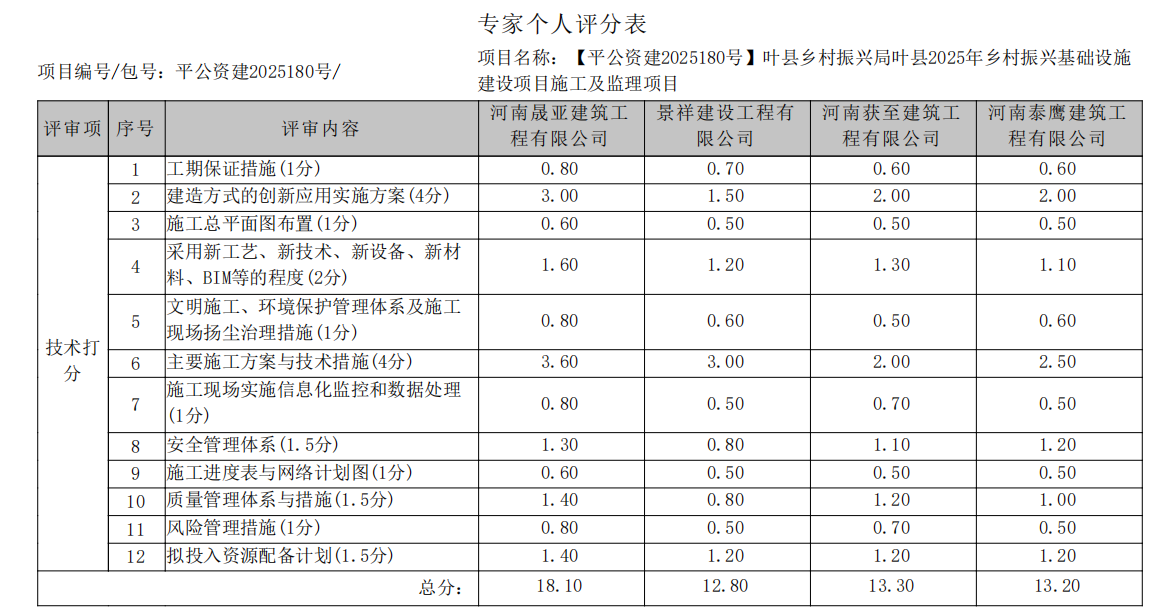 专家个人评分表
项目编号/包号：平公资建2025180号/
项目名称：【平公资建2025180号】叶县乡村振兴局叶县2025年乡村振兴基础设施
建设项目施工及监理项目
评审项 序号 评审内容 河南晟亚建筑工程有限公司 景祥建设工程有限公司 河南获至建筑工程有限公司 河南泰鹰建筑工程有限公司
技术打分
1 工期保证措施(1分) 0.80 0.70 0.60 0.60
2 建造方式的创新应用实施方案(4分) 3.00 1.50 2.00 2.00
3 施工总平面图布置(1分) 0.60 0.50 0.50 0.50
4 采用新工艺、新技术、新设备、新材料、BIM等的程度(2分) 1.60 1.20 1.30 1.10
5 文明施工、环境保护管理体系及施工现场扬尘治理措施(1分) 0.80 0.60 0.50 0.60
6 主要施工方案与技术措施(4分) 3.60 3.00 2.00 2.50
7 施工现场实施信息化监控和数据处理(1分) 0.80 0.50 0.70 0.50
8 安全管理体系(1.5分) 1.30 0.80 1.10 1.20
9 施工进度表与网络计划图(1分) 0.60 0.50 0.50 0.50
10 质量管理体系与措施(1.5分) 1.40 0.80 1.20 1.00
11 风险管理措施(1分) 0.80 0.50 0.70 0.50
12 拟投入资源配备计划(1.5分) 1.40 1.20 1.20 1.20
总分： 18.10 12.80 13.30 13.20